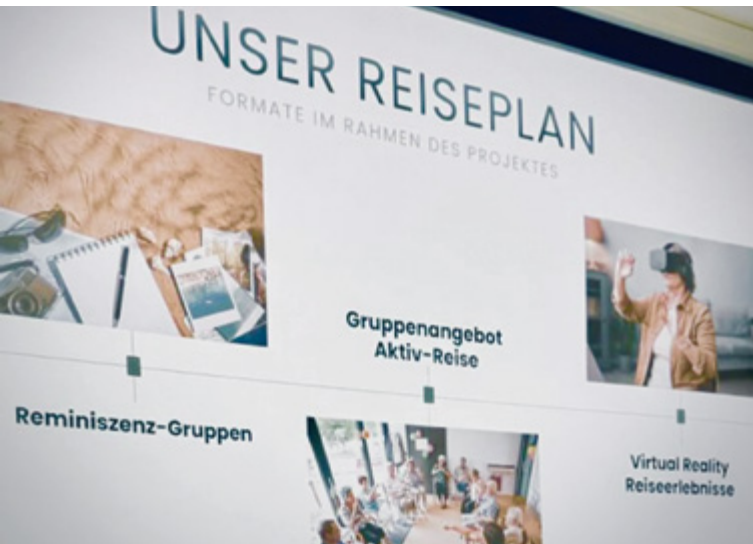 UNSER REISEPLAN
FORMATE IM RAHMEN DES PROJEKTES
Gruppenangebot
Aktiv-Reise
Reminiszenz-Gruppen
Virtual Reality
Reiseerlebnisse